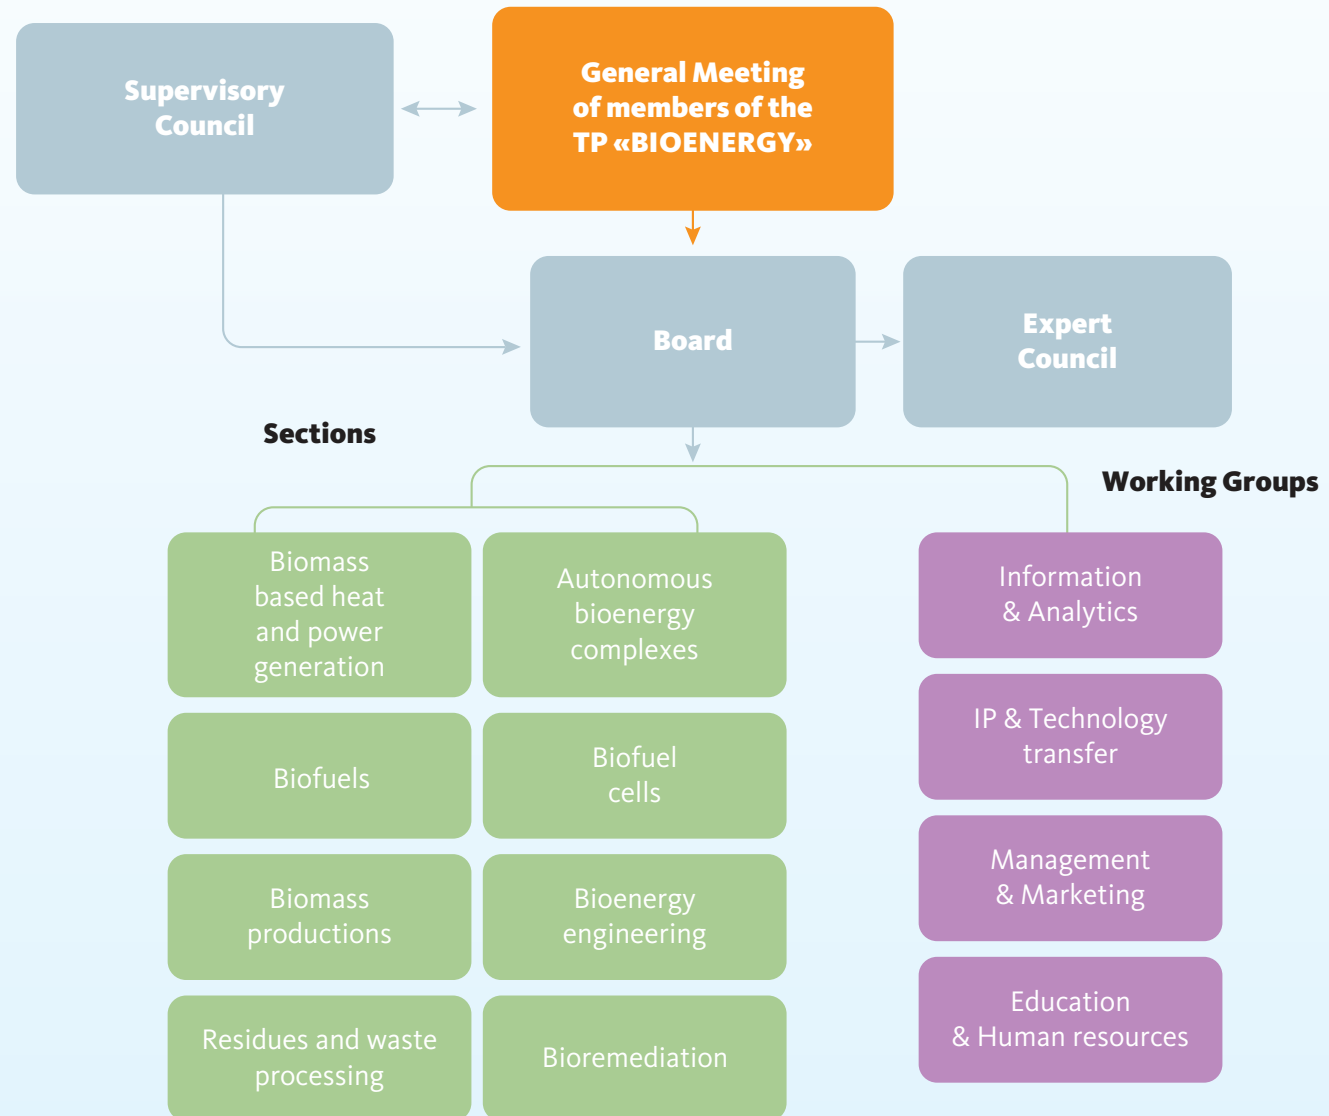 Supervisory
Council
General Meeting
of members of the
TP «BIOENERGY»
Board
Expert
Council
Sections
Working Groups
Biomass
based heat
and power
generation
Autonomous
bioenergy
complexes
Information
& Analytics
Biofuels
Biofuel
cells
IP & Technology
transfer
Biomass
productions
Bioenergy
engineering
Management
& Marketing
Residues and waste
processing
Bioremediation
Education
& Human resources